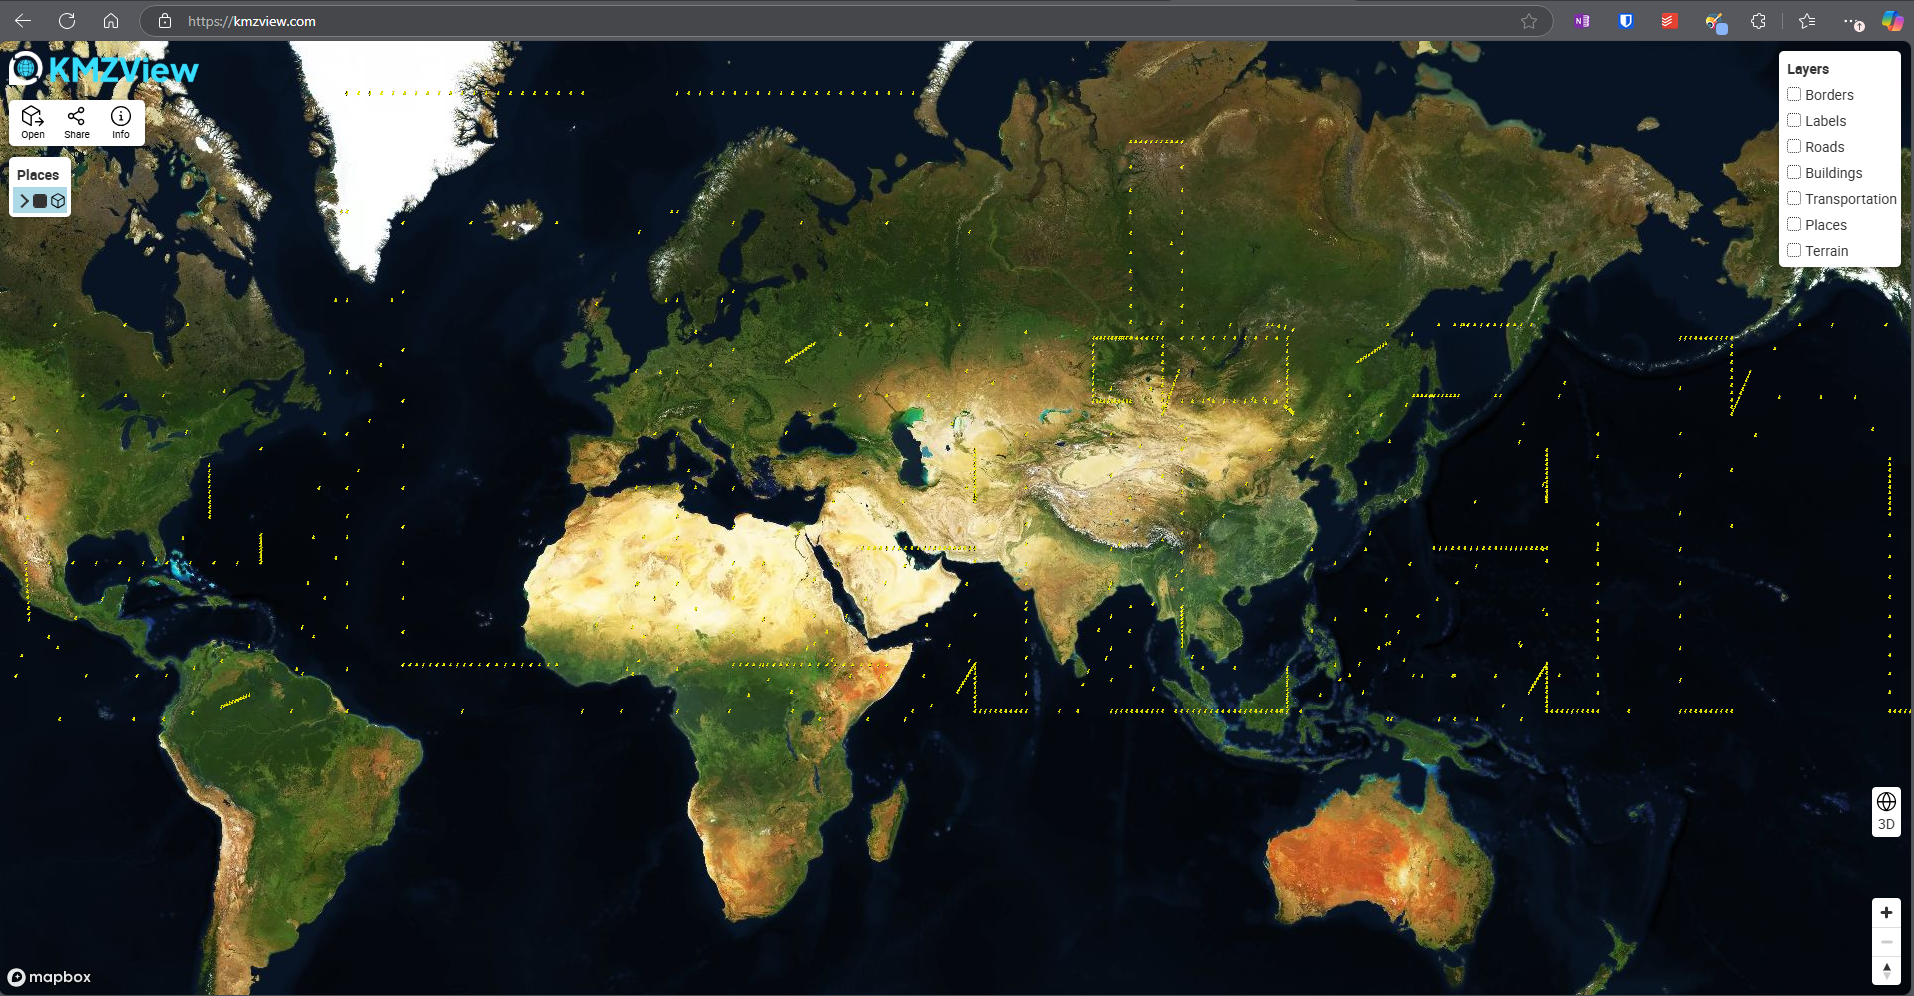 https://kmzview.com
KMZView
Open
Share
Info
Places
Layers
Borders
Labels
Roads
Buildings
Transportation
Places
Terrain
3D
mapbox